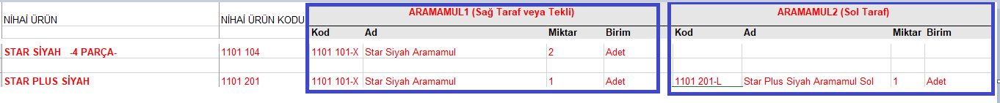 ARAMAMUL1 (Sağ Taraf veya Tekli) ARAMAMUL2 (Sol Taraf)
NİHAİ ÜRÜN NİHAİ ÜRÜN KODU
Kod Ad Miktar Birim Kod Ad Miktar Birim
STAR SİYAH -4 PARÇA- 1101 104 1101 101-X Star Siyah Aramamul 2 Adet
STAR PLUS SİYAH 1101 201 1101 101-X Star Siyah Aramamul 1 Adet 1101 201-L Star Plus Siyah Aramamul Sol 1 Adet